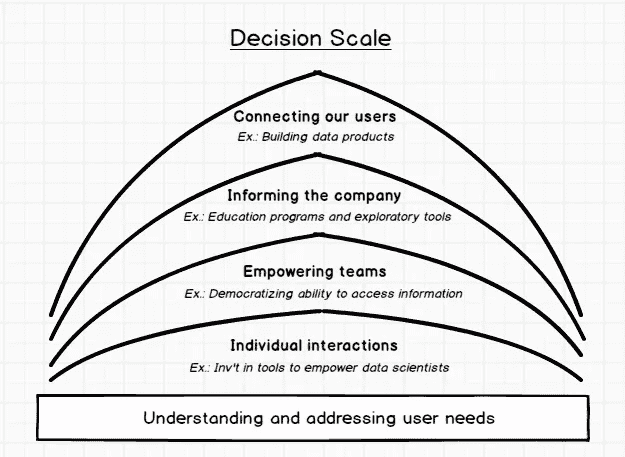 Decision Scale
Connecting our users
Ex.: Building data products
Informing the company
Ex.: Education programs and exploratory tools
Empowering teams
Ex.: Democratizing ability to access information
Individual interactions
Ex.: Inv't in tools to empower data scientists
Understanding and addressing user needs